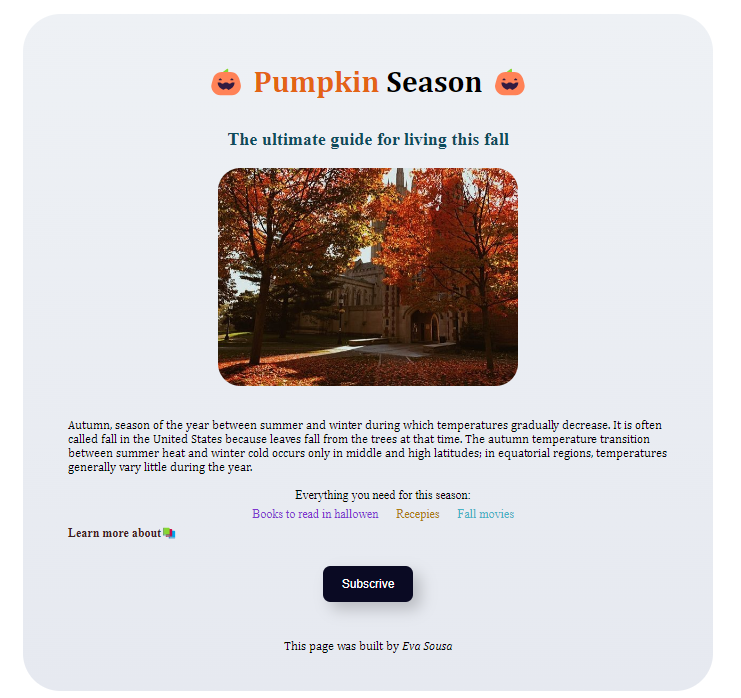 Pumpkin Season
The ultimate guide for living this fall
Autumn, season of the year between summer and winter during which temperatures gradually decrease. It is often
called fall in the United States because leaves fall from the trees at that time. The autumn temperature transition
between summer heat and winter cold occurs only in middle and high latitudes; in equatorial regions, temperatures
generally vary little during the year.
Everything you need for this season:
Books to read in hallowen Recepies Fall movies
Learn more about
Subscrive
This page was built by Eva Sousa